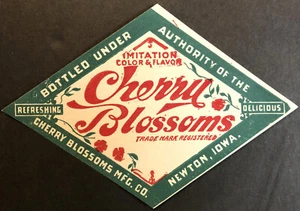 BOTTLED UNDER
AUTHORITY OF THE
IMITATION
COLOR & FLAVOR
Cherry
REFRESHING
DELICIOUS
Blossoms
TRADE MARK REGISTERED
CHERRY BLOSSOMS MFG. CO.
NEWTON, IOWA.